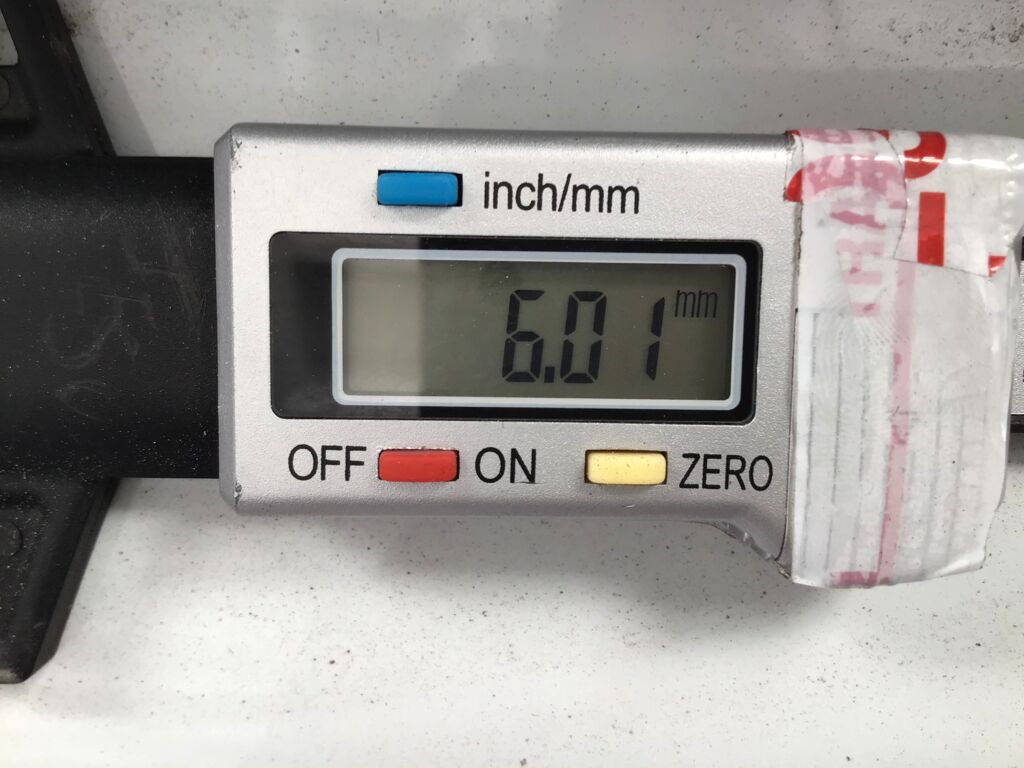 inch/mm
6.01 mm
OFF ON ZERO